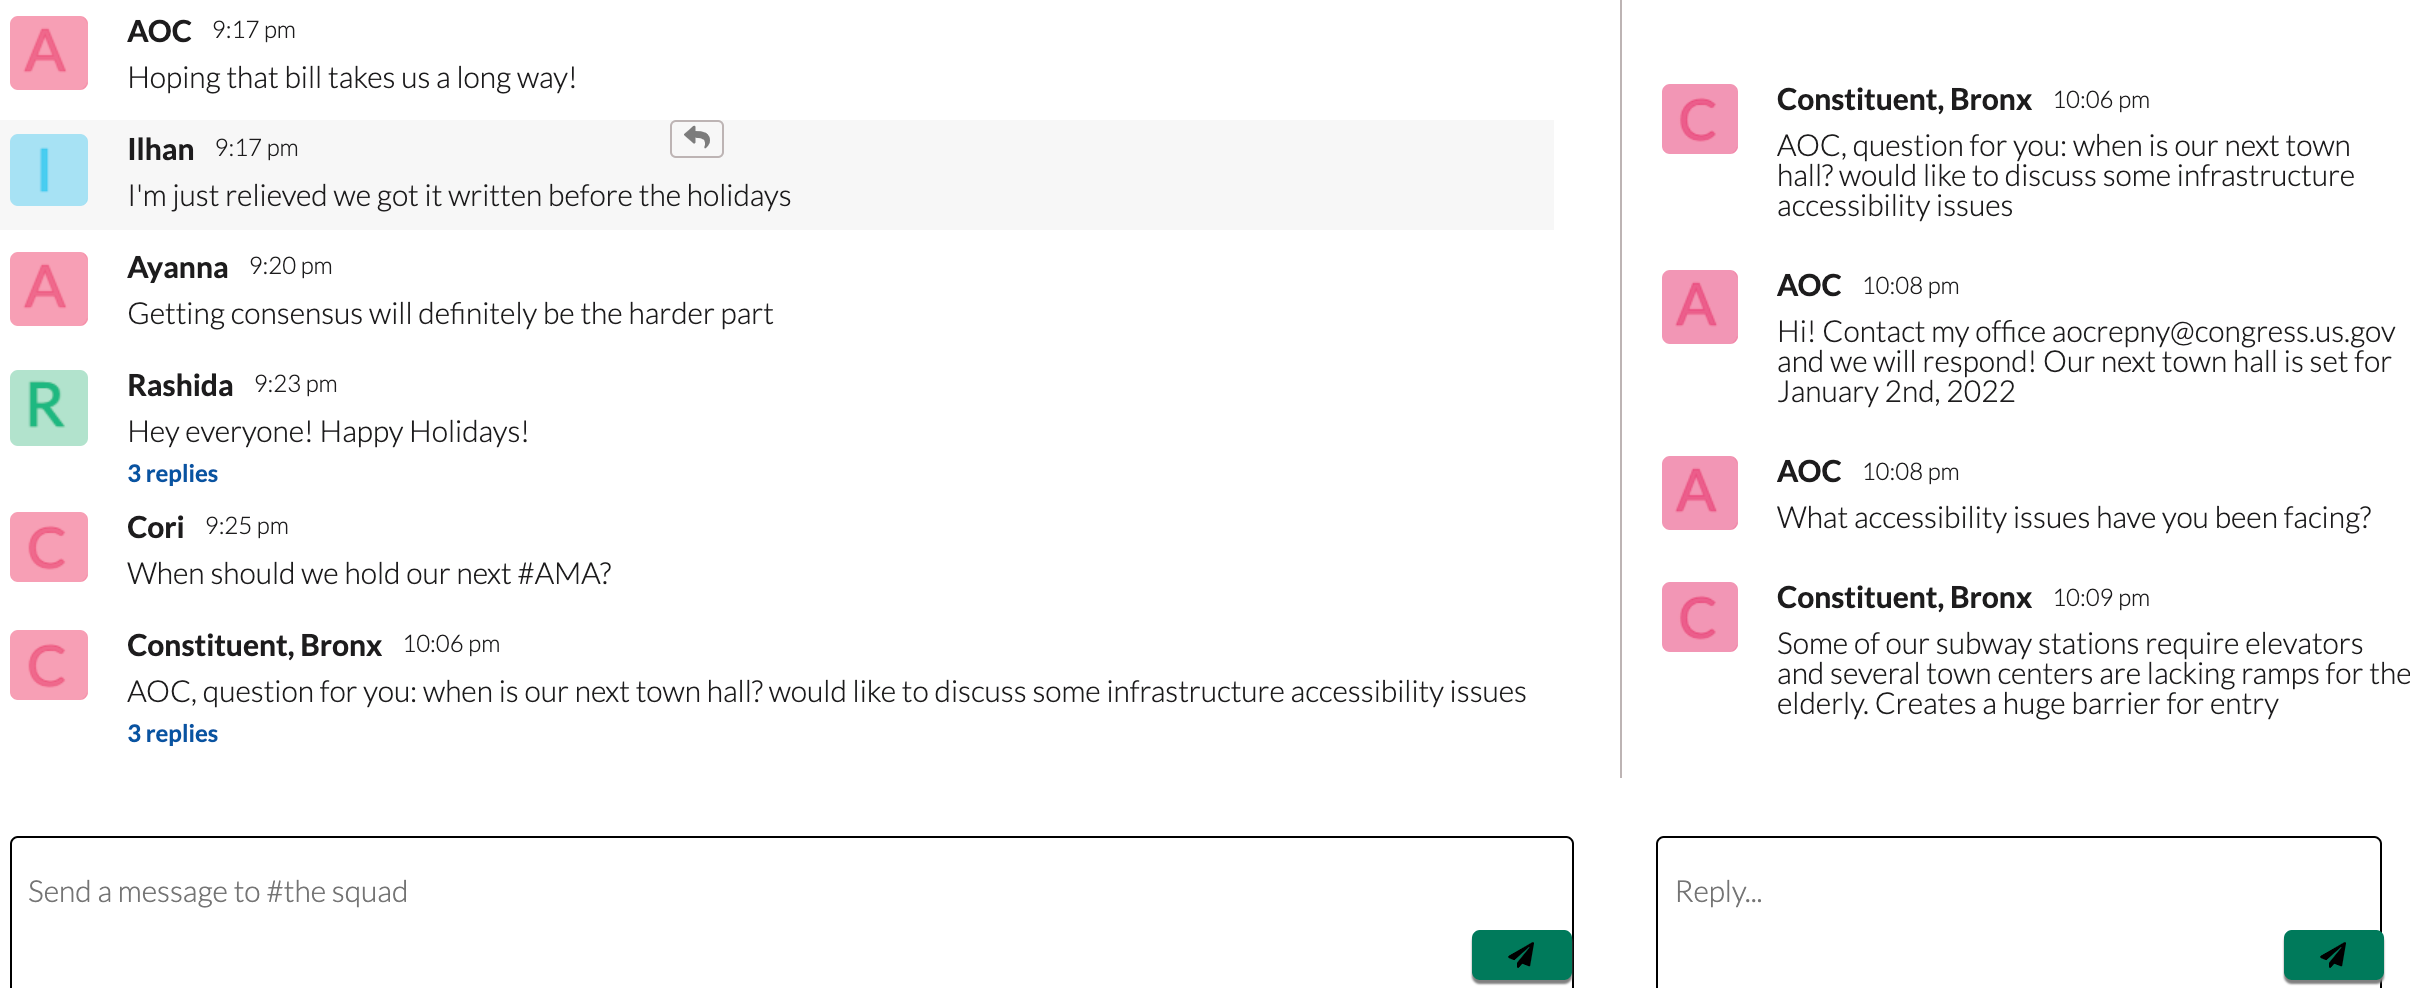 A
AOC 9:17 pm
Hoping that bill takes us a long way!
I
Ilhan 9:17 pm
I'm just relieved we got it written before the holidays
A
Ayanna 9:20 pm
Getting consensus will definitely be the harder part
R
Rashida 9:23 pm
Hey everyone! Happy Holidays!
3 replies
C
Cori 9:25 pm
When should we hold our next #AMA?
C
Constituent, Bronx 10:06 pm
AOC, question for you: when is our next town hall? would like to discuss some infrastructure accessibility issues
3 replies
Send a message to #the squad
C
Constituent, Bronx 10:06 pm
AOC, question for you: when is our next town
hall? would like to discuss some infrastructure
accessibility issues
A
AOC 10:08 pm
Hi! Contact my office aocrepny@congress.us.gov
and we will respond! Our next town hall is set for
January 2nd, 2022
A
AOC 10:08 pm
What accessibility issues have you been facing?
C
Constituent, Bronx 10:09 pm
Some of our subway stations require elevators
and several town centers are lacking ramps for the
elderly. Creates a huge barrier for entry
Reply...